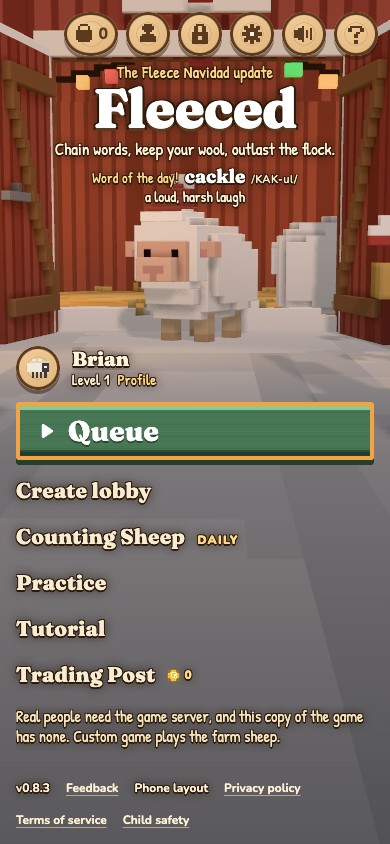 0
The Fleece Navidad update
Fleeced
Chain words, keep your wool, outlast the flock.
Word of the day! cackle /KAK-ul/
a loud, harsh laugh
Brian
Level 1 Profile
Queue
Create lobby
Counting Sheep DAILY
Practice
Tutorial
Trading Post 0
Real people need the game server, and this copy of the game
has none. Custom game plays the farm sheep.
v0.8.3 Feedback Phone layout Privacy policy
Terms of service Child safety